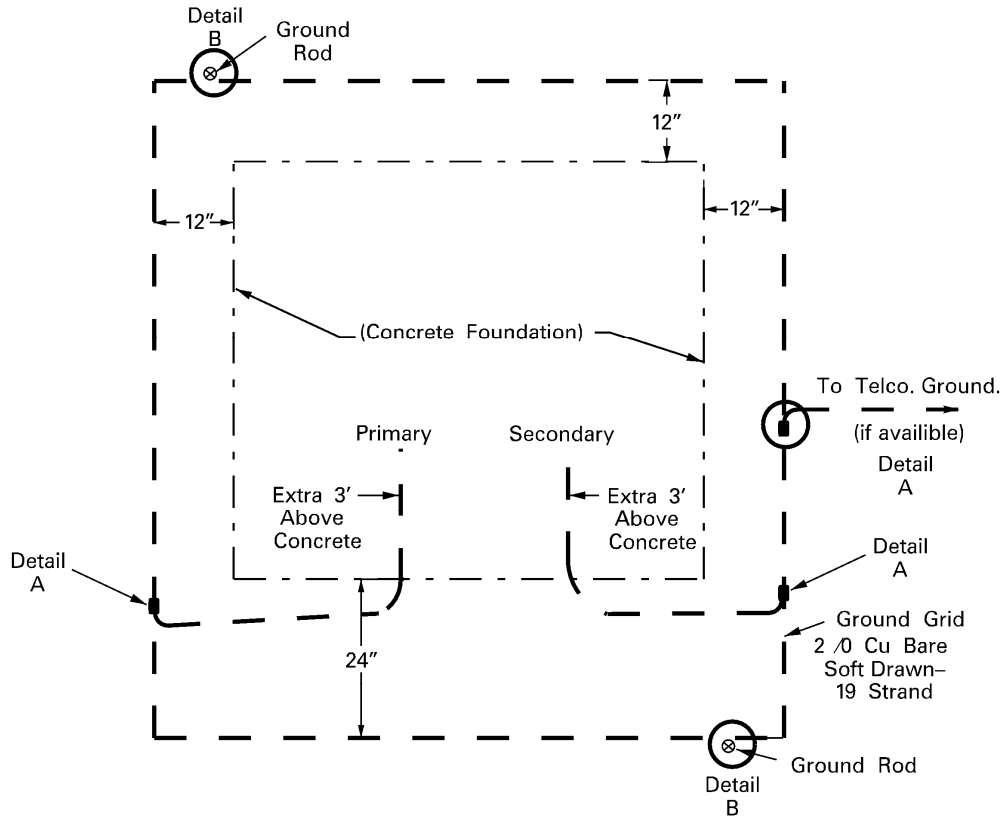 Detail
B
Ground
Rod
12″
12″
12″
(Concrete Foundation)
To Telco. Ground.
(if availible)
Detail
A
Primary
Secondary
Extra 3′
Above
Concrete
Extra 3′
Above
Concrete
Detail
A
Detail
A
Ground Grid
2 /0 Cu Bare
Soft Drawn–
19 Strand
24″
Ground Rod
Detail
B